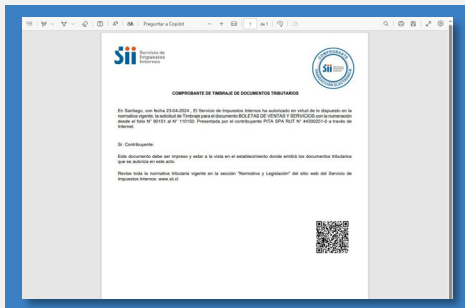 Preguntar a Copilot
1 de 1
Sii Servicio de
Impuestos
Internos
COMPROBANTE
Sii
COMPROBANTE DE TIMBRAJE DE DOCUMENTOS TRIBUTARIOS
En Santiago, con fecha 23-04-2024 , El Servicio de Impuestos Internos ha autorizado en virtud de lo dispuesto en la
normativa vigente, la solicitud de Timbraje para el documento BOLETAS DE VENTAS Y SERVICIOS con la numeración
desde el folio N° 90151 al N° 110150. Presentada por el contribuyente PITA SPA RUT N° 44300251-0 a través de
Internet.
Sr. Contribuyente:
Este documento debe ser impreso y estar a la vista en el establecimiento donde emitirá los documentos tributarios
que se autoriza en este acto.
Revise toda la normativa tributaria vigente en la sección "Normativa y Legislación" del sitio web del Servicio de
Impuestos Internos: www.sii.cl